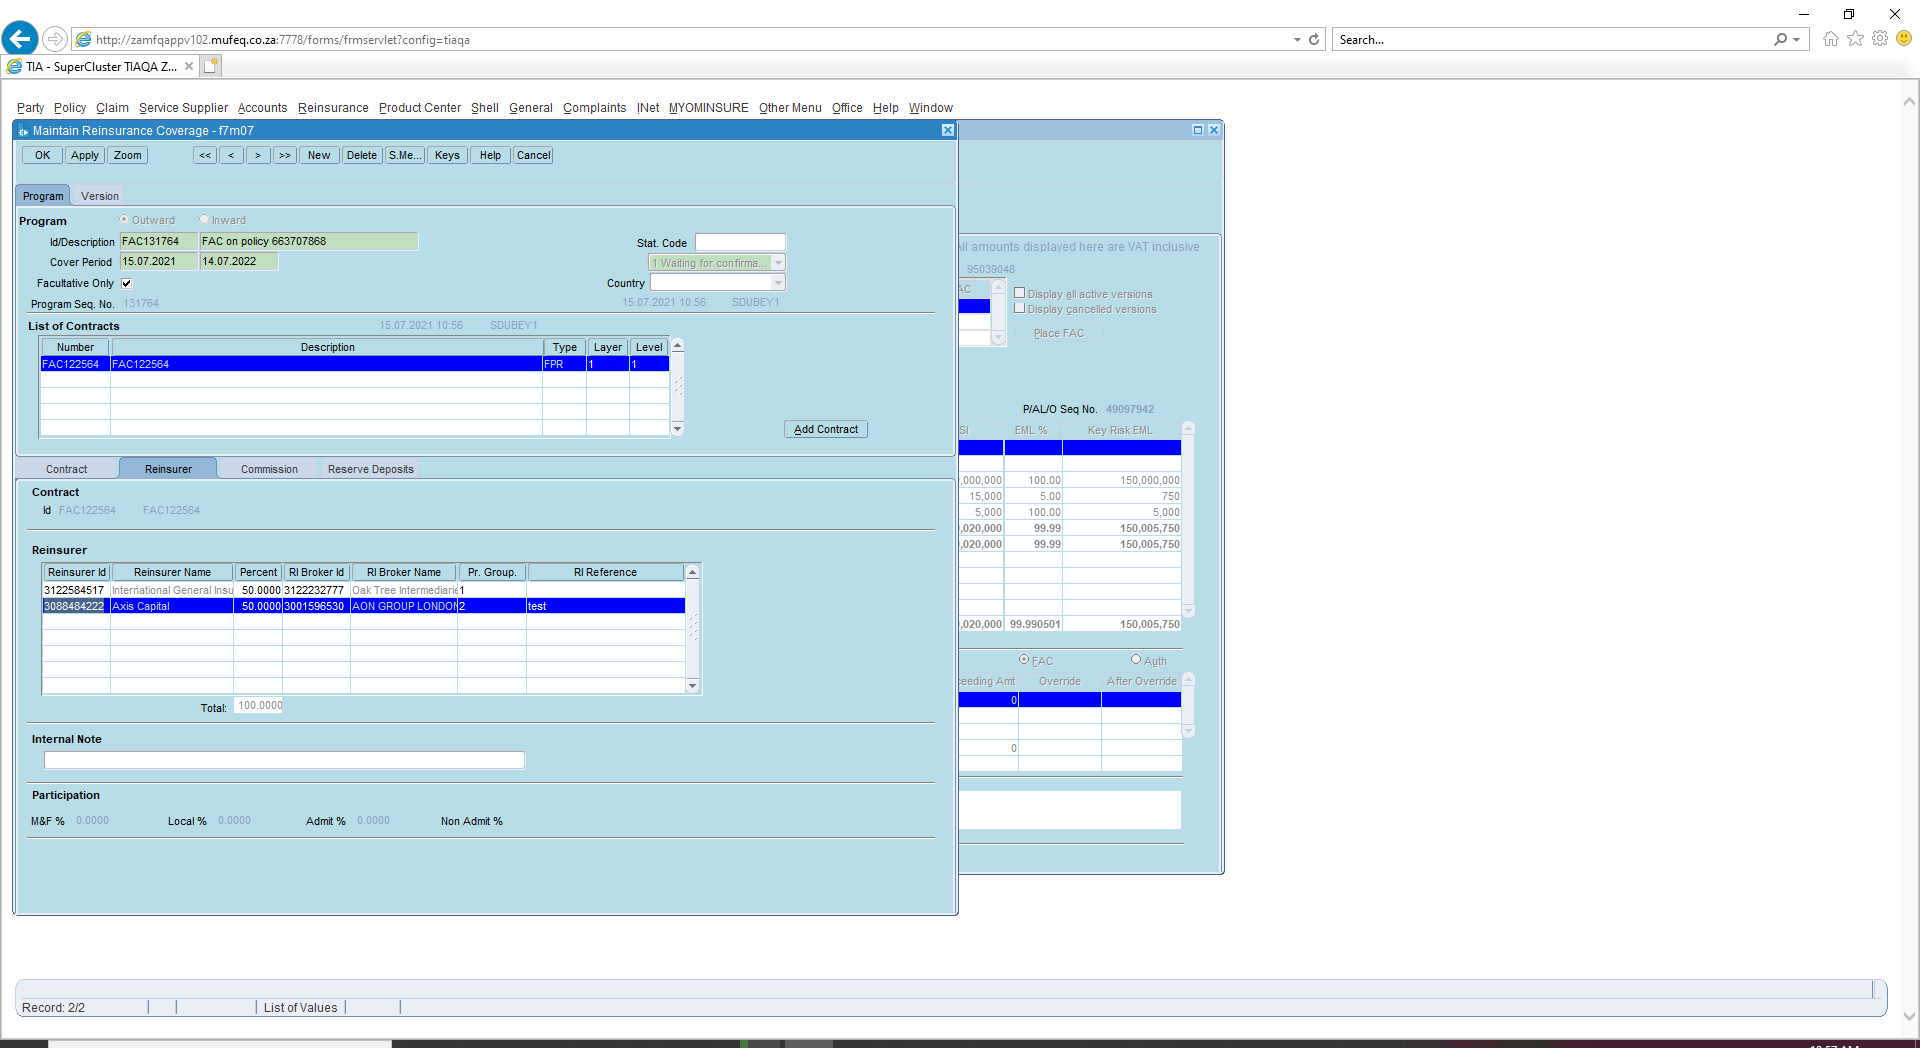 http://zamfqappv102.mufeq.co.za:7778/forms/frmservlet?config=tiaqa
Search...
TIA - SuperCluster TIAQA Z...
Party Policy Claim Service Supplier Accounts Reinsurance Product Center Shell General Complaints INet MYOMINSURE Other Menu Office Help Window
Maintain Reinsurance Coverage - f7m07
OK Apply Zoom << < > >> New Delete S.Me... Keys Help Cancel
Program Version
Program Outward Inward
Id/Description FAC131764 FAC on policy 663707868 Stat. Code
Cover Period 15.07.2021 14.07.2022 1 Waiting for confirma...
Facultative Only Country
Program Seq. No. 131764 15.07.2021 10:56 SDUBEY1
List of Contracts 15.07.2021 10:56 SDUBEY1
Number Description Type Layer Level
FAC122564 FAC122564 FPR 1 1
Add Contract
Contract Reinsurer Commission Reserve Deposits
Contract
Id FAC122564 FAC122564
Reinsurer
Reinsurer Id Reinsurer Name Percent RI Broker Id RI Broker Name Pr. Group. RI Reference
3122584517 International General Insu 50.0000 3122232777 Oak Tree Intermediarie 1
3088484222 Axis Capital 50.0000 3001596530 AON GROUP LONDON 2 test
Total: 100.0000
Internal Note
Participation
M&F % 0.0000 Local % 0.0000 Admit % 0.0000 Non Admit %
All amounts displayed here are VAT inclusive
95039048
AC
Display all active versions
Display cancelled versions
Place FAC
P/AL/O Seq No. 49097942
SI EML % Key Risk EML
,000,000 100.00 150,000,000
15,000 5.00 750
5,000 100.00 5,000
,020,000 99.99 150,005,750
,020,000 99.99 150,005,750
,020,000 99.990501 150,005,750
FAC Auth
ceeding Amt Override After Override
0
0
Record: 2/2 List of Values